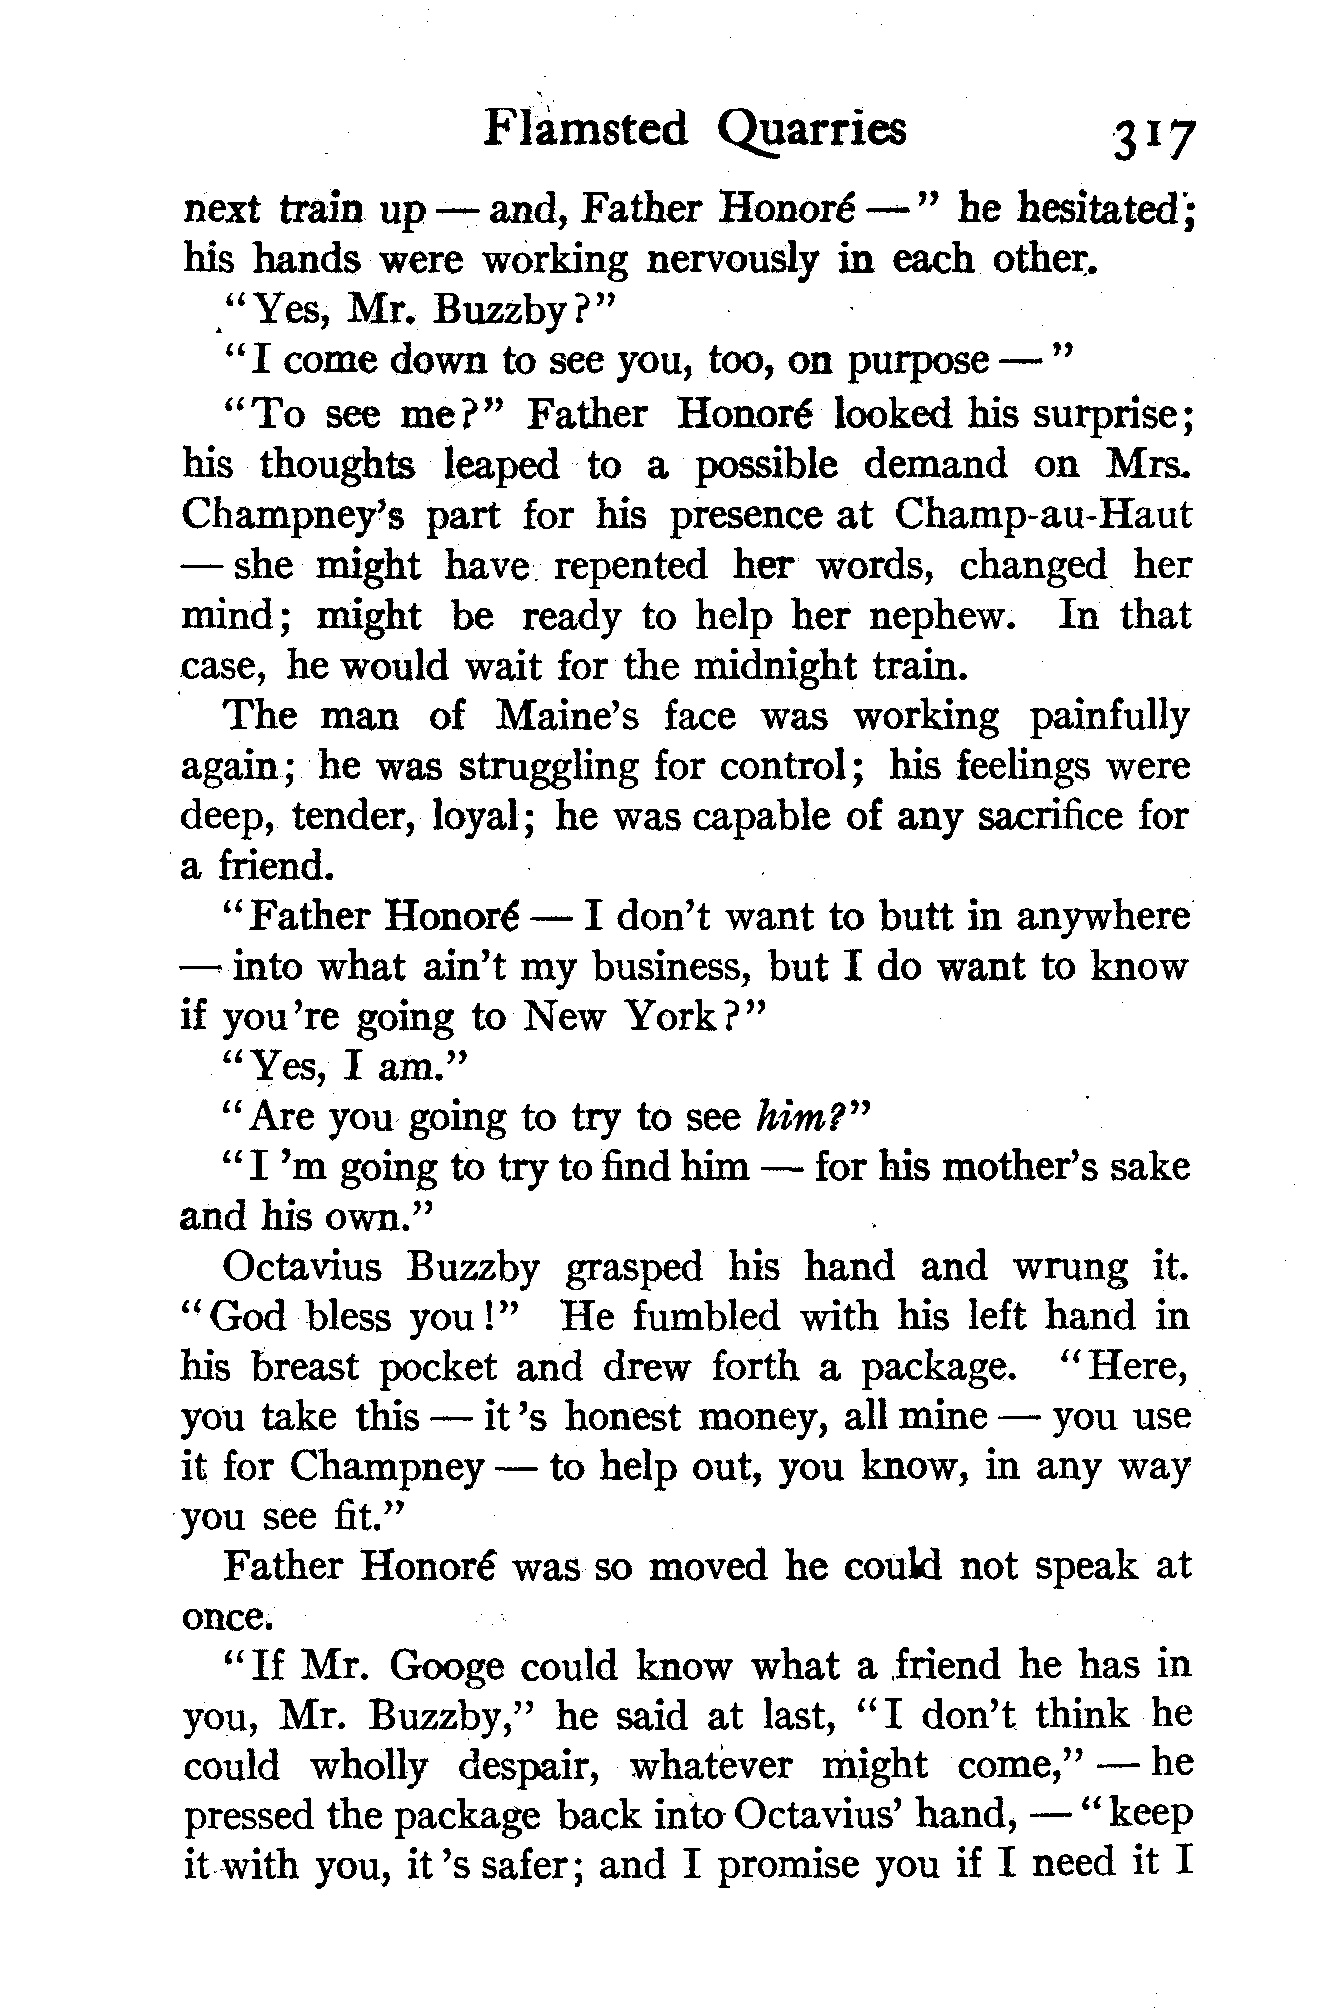 Flamsted Quarries 317
next train up — and, Father Honoré — ” he hesitated;
his hands were working nervously in each other.
“Yes, Mr. Buzzby?”
“I come down to see you, too, on purpose — ”
“To see me?” Father Honoré looked his surprise;
his thoughts leaped to a possible demand on Mrs.
Champney’s part for his presence at Champ-au-Haut
— she might have repented her words, changed her
mind; might be ready to help her nephew. In that
case, he would wait for the midnight train.
The man of Maine’s face was working painfully
again; he was struggling for control; his feelings were
deep, tender, loyal; he was capable of any sacrifice for
a friend.
“Father Honoré — I don’t want to butt in anywhere
— into what ain’t my business, but I do want to know
if you’re going to New York?”
“Yes, I am.”
“Are you going to try to see him?”
“I ’m going to try to find him — for his mother’s sake
and his own.”
Octavius Buzzby grasped his hand and wrung it.
“God bless you!” He fumbled with his left hand in
his breast pocket and drew forth a package. “Here,
you take this — it ’s honest money, all mine — you use
it for Champney — to help out, you know, in any way
you see fit.”
Father Honoré was so moved he could not speak at
once.
“If Mr. Googe could know what a friend he has in
you, Mr. Buzzby,” he said at last, “I don’t think he
could wholly despair, whatever might come,” — he
pressed the package back into Octavius’ hand, — “keep
it with you, it ’s safer; and I promise you if I need it I